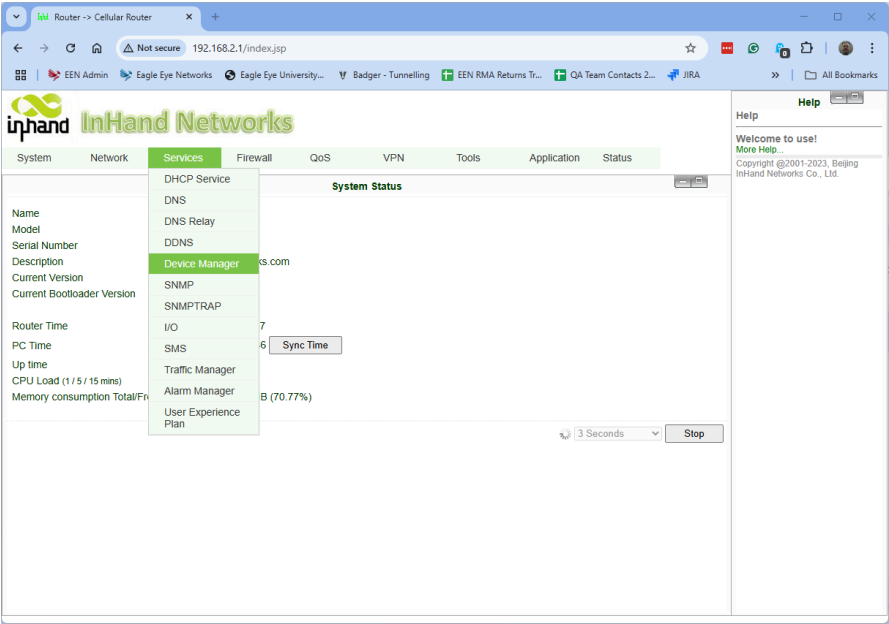 InH Router -> Cellular Router
Not secure 192.168.2.1/index.jsp
EEN Admin Eagle Eye Networks Eagle Eye University... Badger - Tunnelling EEN RMA Returns Tr... QA Team Contacts 2... JIRA » All Bookmarks
inhand InHand Networks
System Network Services Firewall QoS VPN Tools Application Status
System Status
Name
Model
Serial Number
Description ks.com
Current Version
Current Bootloader Version
Router Time 7
PC Time 6 Sync Time
Up time
CPU Load (1 / 5 / 15 mins)
Memory consumption Total/Fre B (70.77%)
DHCP Service
DNS
DNS Relay
DDNS
Device Manager
SNMP
SNMPTRAP
I/O
SMS
Traffic Manager
Alarm Manager
User Experience
Plan
3 Seconds Stop
Help
Help
Welcome to use!
More Help...
Copyright @2001-2023, Beijing
InHand Networks Co., Ltd.